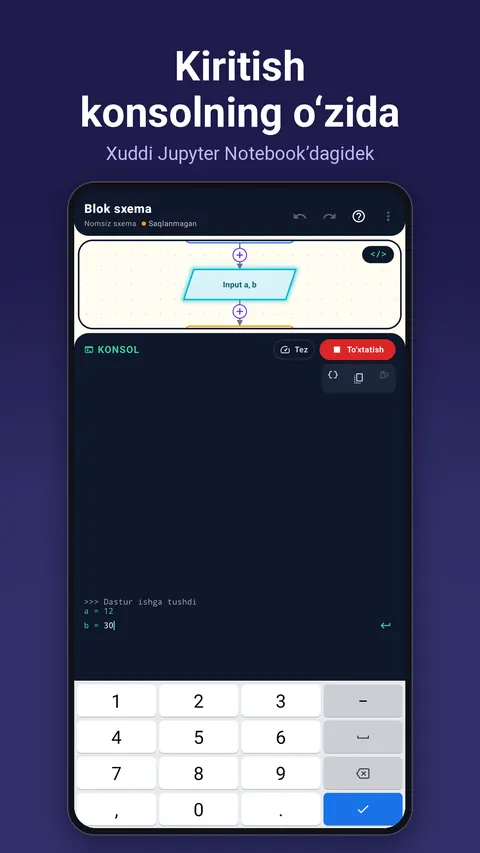 Kiritish
konsolning o‘zida
Xuddi Jupyter Notebook’dagidek
Blok sxema
Nomsiz sxema Saqlanmagan
</>
Input a, b
KONSOL
Tez
To'xtatish
{}
>>> Dastur ishga tushdi
a = 12
b = 30
1 2 3 –
4 5 6
7 8 9
, 0 .